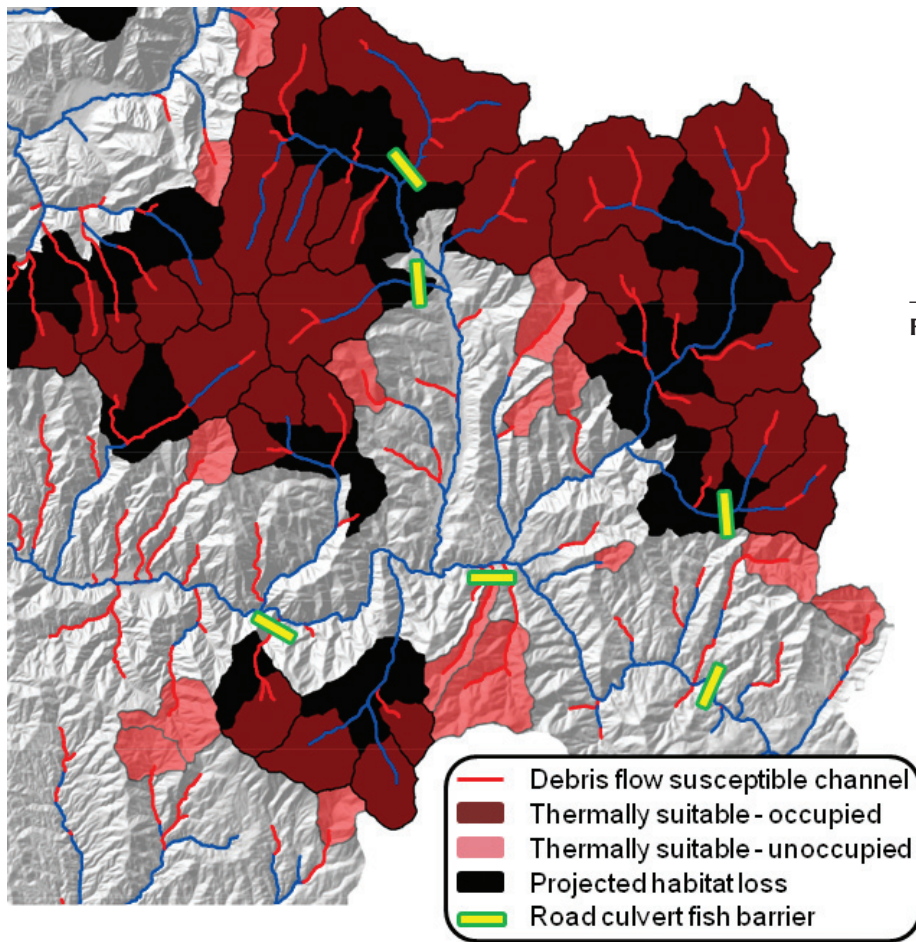 F
Debris flow susceptible channel
Thermally suitable - occupied
Thermally suitable - unoccupied
Projected habitat loss
Road culvert fish barrier